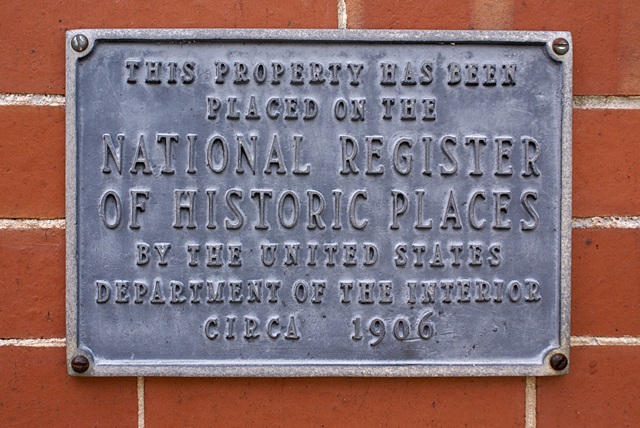 THIS PROPERTY HAS BEEN
PLACED ON THE
NATIONAL REGISTER
OF HISTORIC PLACES
BY THE UNITED STATES
DEPARTMENT OF THE INTERIOR
CIRCA 1906